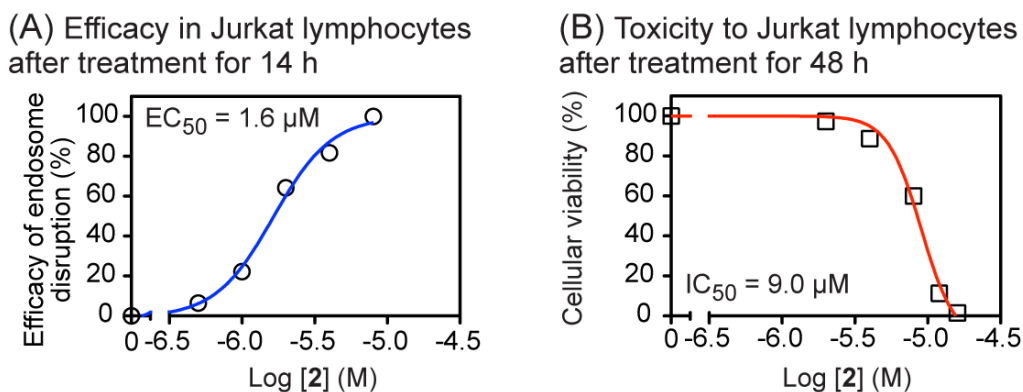 (A) Efficacy in Jurkat lymphocytes
after treatment for 14 h
Efficacy of endosome
disruption (%)
100
80
60
40
20
0
EC50 = 1.6 µM
0 -6.5 -6.0 -5.5 -5.0 -4.5
Log [2] (M)
(B) Toxicity to Jurkat lymphocytes
after treatment for 48 h
Cellular viability (%)
100
80
60
40
20
0
IC50 = 9.0 µM
0 -6.5 -6.0 -5.5 -5.0 -4.5
Log [2] (M)